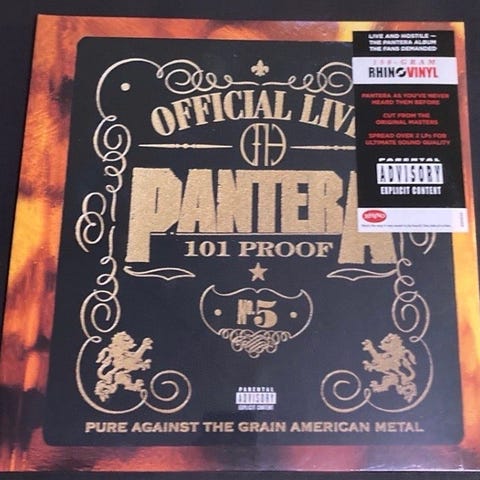 LIVE AND HOSTILE —
THE PANTERA ALBUM
THE FANS DEMANDED
180-GRAM
RHINO VINYL
PANTERA AS YOU'VE NEVER
HEARD THEM BEFORE
CUT FROM THE
ORIGINAL MASTERS
SPREAD OVER 2 LPs FOR
ULTIMATE SOUND QUALITY
PARENTAL
ADVISORY
EXPLICIT CONTENT
RHINO
OFFICIAL LIVE
PANTERA
101 PROOF
Nº5
PARENTAL
ADVISORY
EXPLICIT CONTENT
PURE AGAINST THE GRAIN AMERICAN METAL